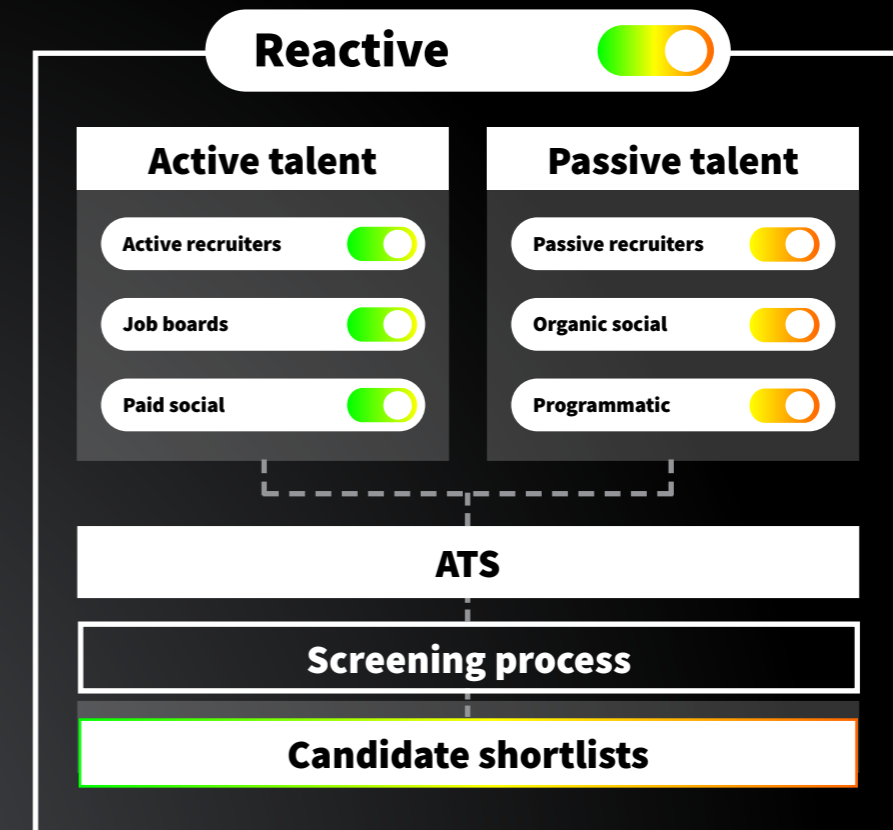 Reactive
Active talent
Active recruiters
Job boards
Paid social
Passive talent
Passive recruiters
Organic social
Programmatic
ATS
Screening process
Candidate shortlists